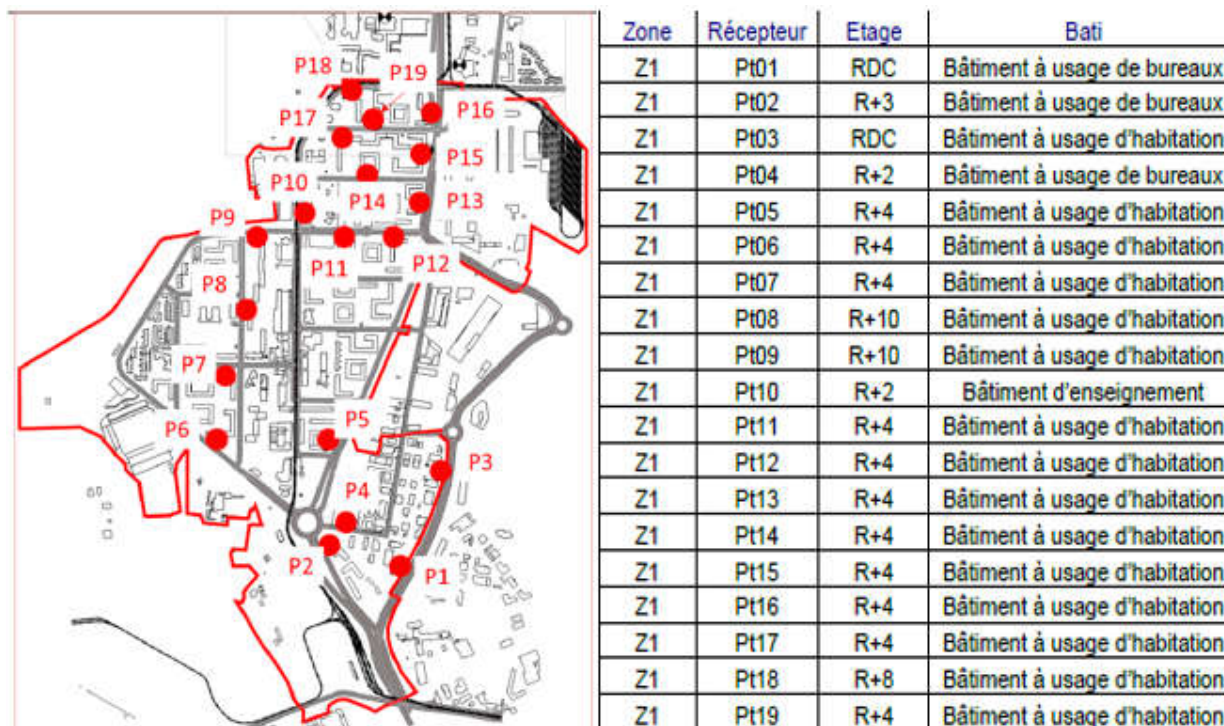 P18
P19
P17
P16
P15
P10
P14
P13
P9
P11
P12
P8
P7
P6
P5
P3
P4
P2
P1
Zone Récepteur Etage Bati
Z1 Pt01 RDC Bâtiment à usage de bureaux
Z1 Pt02 R+3 Bâtiment à usage de bureaux
Z1 Pt03 RDC Bâtiment à usage d'habitation
Z1 Pt04 R+2 Bâtiment à usage de bureaux
Z1 Pt05 R+4 Bâtiment à usage d'habitation
Z1 Pt06 R+4 Bâtiment à usage d'habitation
Z1 Pt07 R+4 Bâtiment à usage d'habitation
Z1 Pt08 R+10 Bâtiment à usage d'habitation
Z1 Pt09 R+10 Bâtiment à usage d'habitation
Z1 Pt10 R+2 Bâtiment d'enseignement
Z1 Pt11 R+4 Bâtiment à usage d'habitation
Z1 Pt12 R+4 Bâtiment à usage d'habitation
Z1 Pt13 R+4 Bâtiment à usage d'habitation
Z1 Pt14 R+4 Bâtiment à usage d'habitation
Z1 Pt15 R+4 Bâtiment à usage d'habitation
Z1 Pt16 R+4 Bâtiment à usage d'habitation
Z1 Pt17 R+4 Bâtiment à usage d'habitation
Z1 Pt18 R+8 Bâtiment à usage d'habitation
Z1 Pt19 R+4 Bâtiment à usage d'habitation